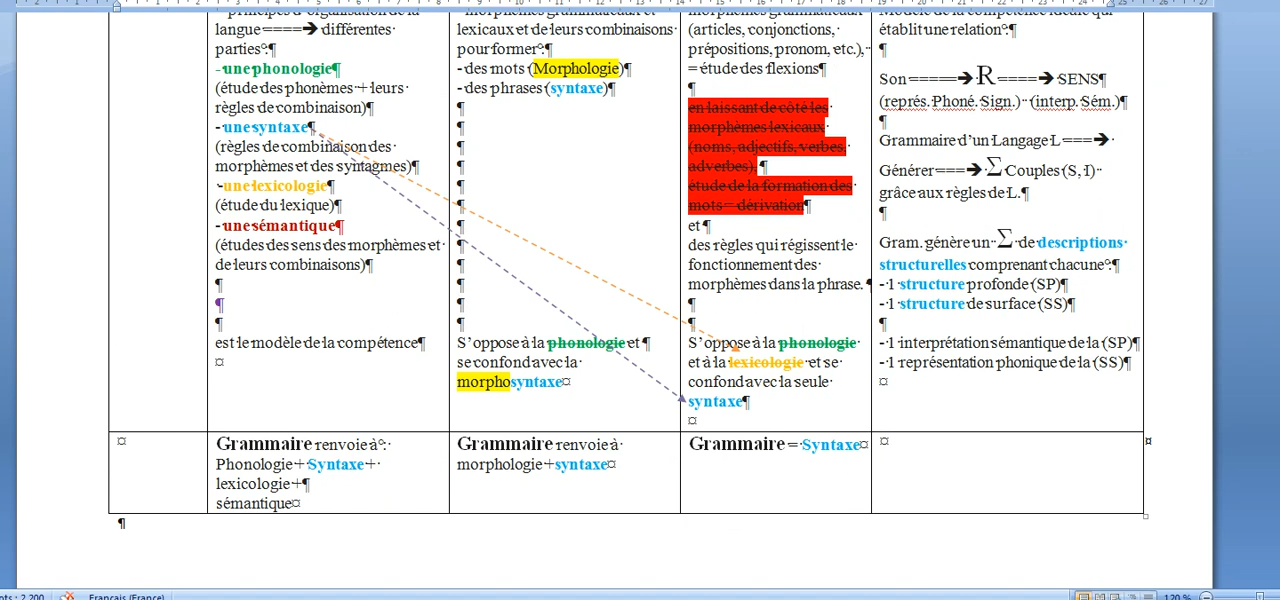 langue ====➔ différentes
parties :
- une phonologie
(étude des phonèmes + leurs
règles de combinaison)
- une syntaxe
(règles de combinaison des
morphèmes et des syntagmes)
- une lexicologie
(étude du lexique)
- une sémantique
(études des sens des morphèmes et
de leurs combinaisons)
est le modèle de la compétence
lexicaux et de leurs combinaisons
pour former :
- des mots (Morphologie)
- des phrases (syntaxe)
S'oppose à la phonologie et
se confond avec la
morphosyntaxe
(articles, conjonctions,
prépositions, pronom, etc.),
= étude des flexions
en laissant de côté les
morphèmes lexicaux
(noms, adjectifs, verbes,
adverbes).
étude de la formation des
mots = dérivation
et
des règles qui régissent le
fonctionnement des
morphèmes dans la phrase.
S'oppose à la phonologie
et à la lexicologie et se
confond avec la seule
syntaxe
établit une relation :
Son =====➔ R ====➔ SENS
(représ. Phoné. Sign.) (interp. Sém.)
Grammaire d'un Langage L ===➔
Générer ===➔ ∑ Couples (S, I)
grâce aux règles de L.
Gram. génère un ∑ de descriptions
structurelles comprenant chacune :
- 1 structure profonde (SP)
- 1 structure de surface (SS)
- 1 interprétation sémantique de la (SP)
- 1 représentation phonique de la (SS)
Grammaire renvoie à :
Phonologie + Syntaxe +
lexicologie +
sémantique
Grammaire renvoie à
morphologie + syntaxe
Grammaire = Syntaxe
2 200
Français (France)
120 %